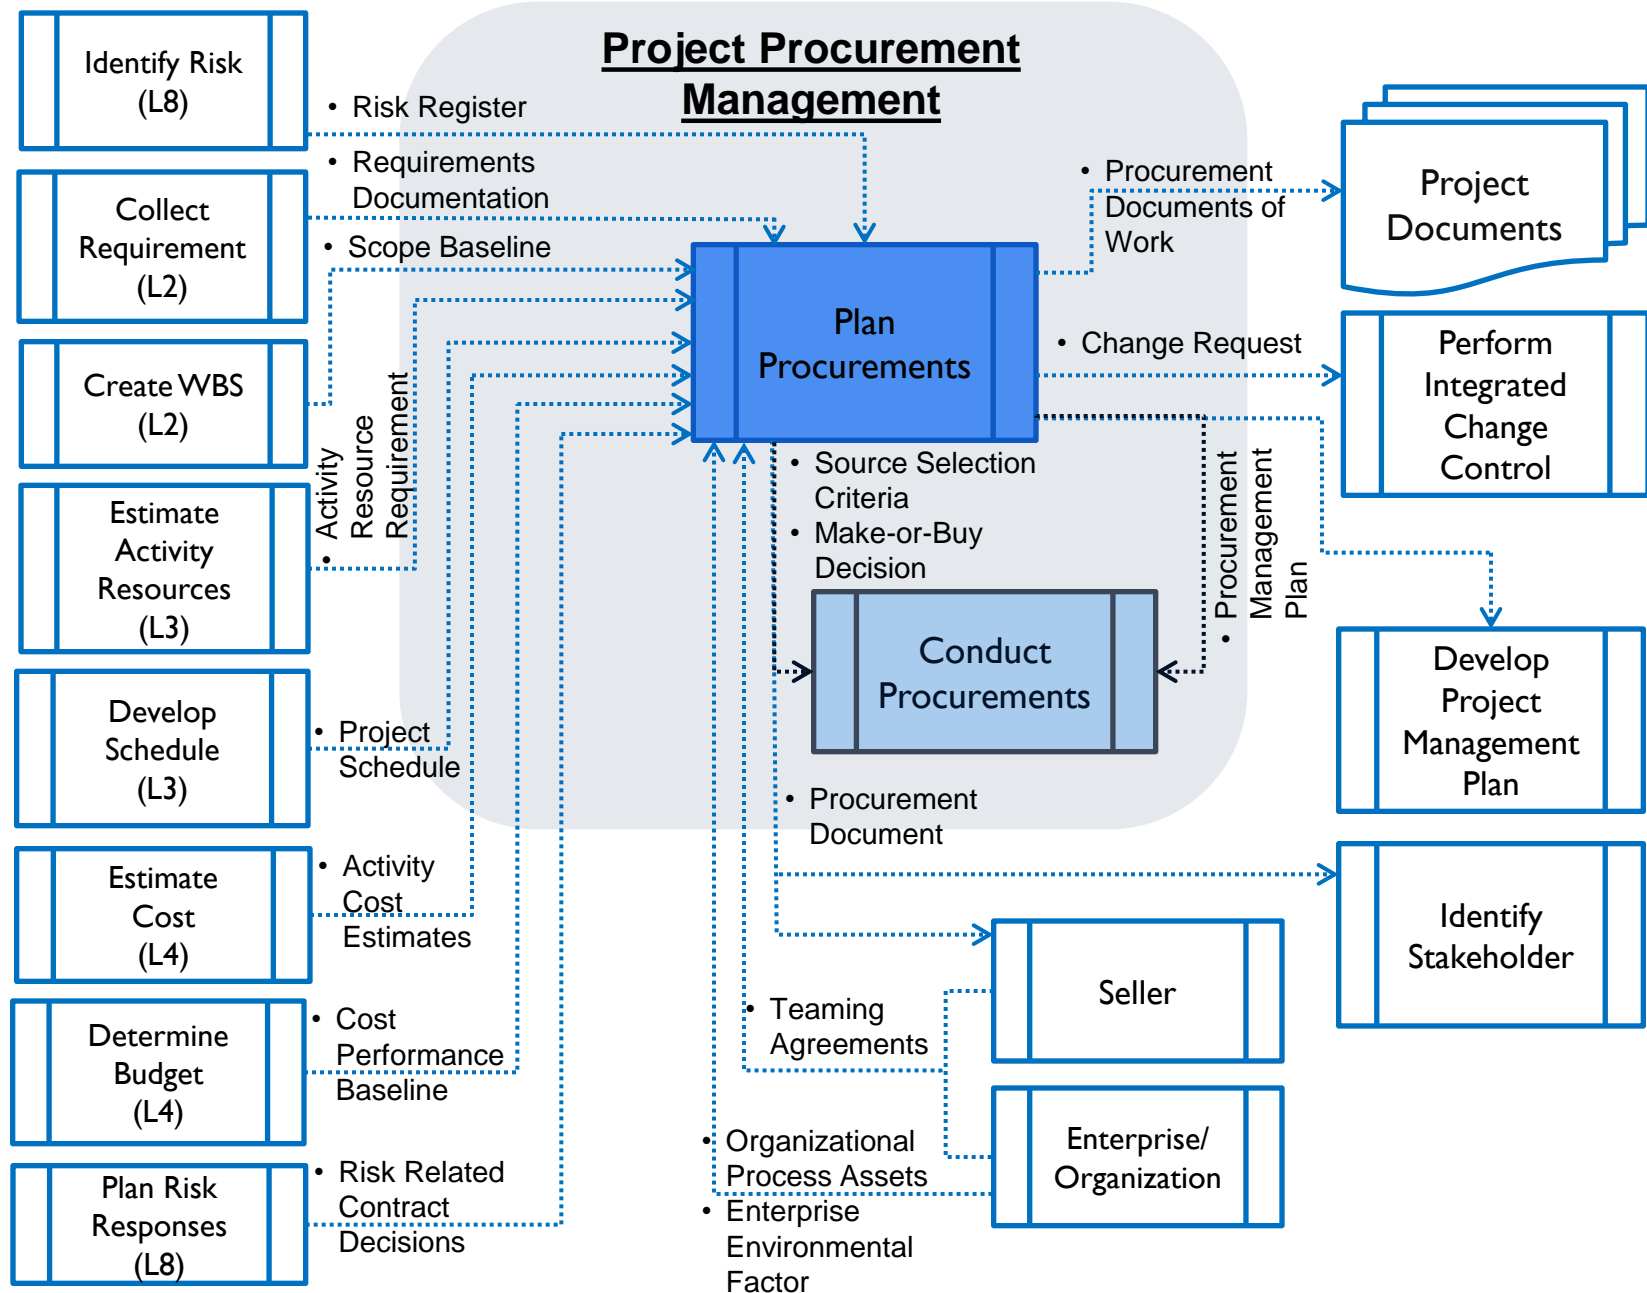 Project Procurement
Management
Identify Risk
(L8)
• Risk Register
Collect
Requirement
(L2)
• Requirements
Documentation
Create WBS
(L2)
• Scope Baseline
Estimate
Activity
Resources
(L3)
• Activity
Resource
Requirement
Develop
Schedule
(L3)
• Project
Schedule
Estimate
Cost
(L4)
• Activity
Cost
Estimates
Determine
Budget
(L4)
• Cost
Performance
Baseline
Plan Risk
Responses
(L8)
• Risk Related
Contract
Decisions
Plan
Procurements
• Source Selection
Criteria
• Make-or-Buy
Decision
Conduct
Procurements
• Procurement
Management
Plan
• Procurement
Document
• Teaming
Agreements
• Organizational
Process Assets
• Enterprise
Environmental
Factor
Seller
Enterprise/
Organization
• Procurement
Documents of
Work
Project
Documents
• Change Request
Perform
Integrated
Change
Control
Develop
Project
Management
Plan
Identify
Stakeholder